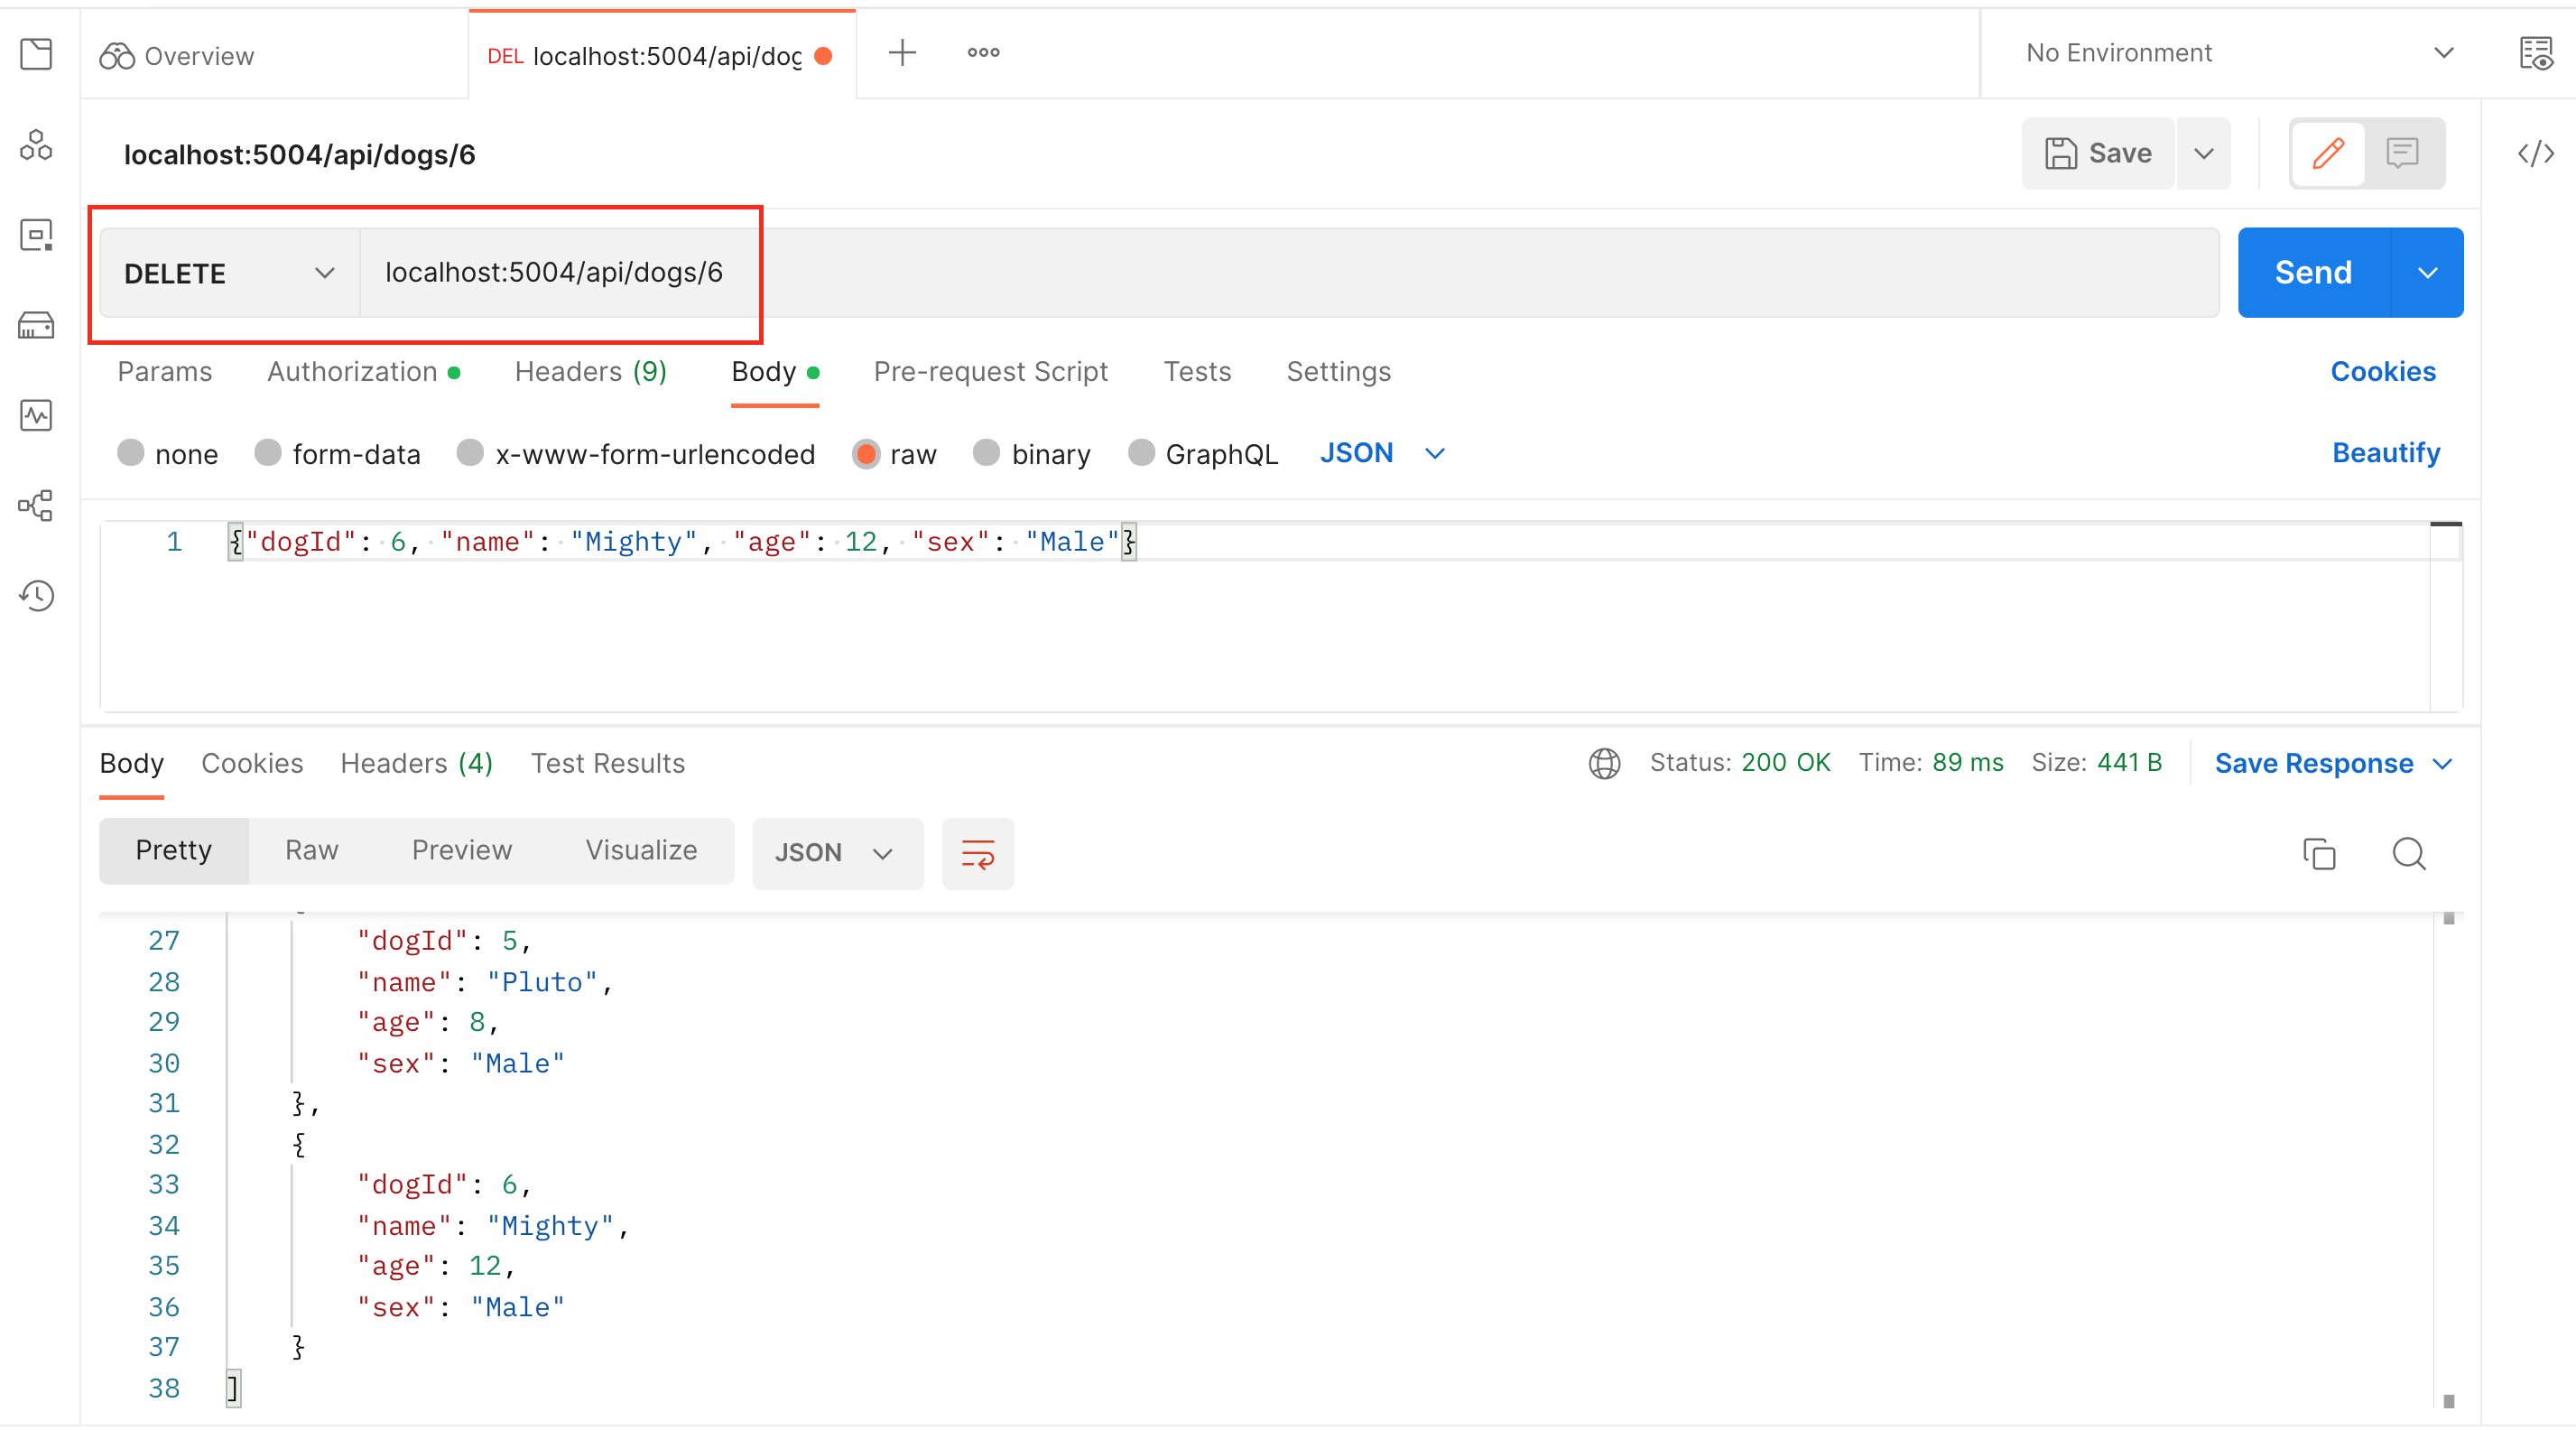 Overview
DEL localhost:5004/api/dog
No Environment
localhost:5004/api/dogs/6
Save
DELETE localhost:5004/api/dogs/6
Send
Params Authorization Headers (9) Body Pre-request Script Tests Settings Cookies
none form-data x-www-form-urlencoded raw binary GraphQL JSON Beautify
1 {"dogId": 6, "name": "Mighty", "age": 12, "sex": "Male"}
Body Cookies Headers (4) Test Results Status: 200 OK Time: 89 ms Size: 441 B Save Response
Pretty Raw Preview Visualize JSON
27 "dogId": 5,
28 "name": "Pluto",
29 "age": 8,
30 "sex": "Male"
31 },
32 {
33 "dogId": 6,
34 "name": "Mighty",
35 "age": 12,
36 "sex": "Male"
37 }
38 ]